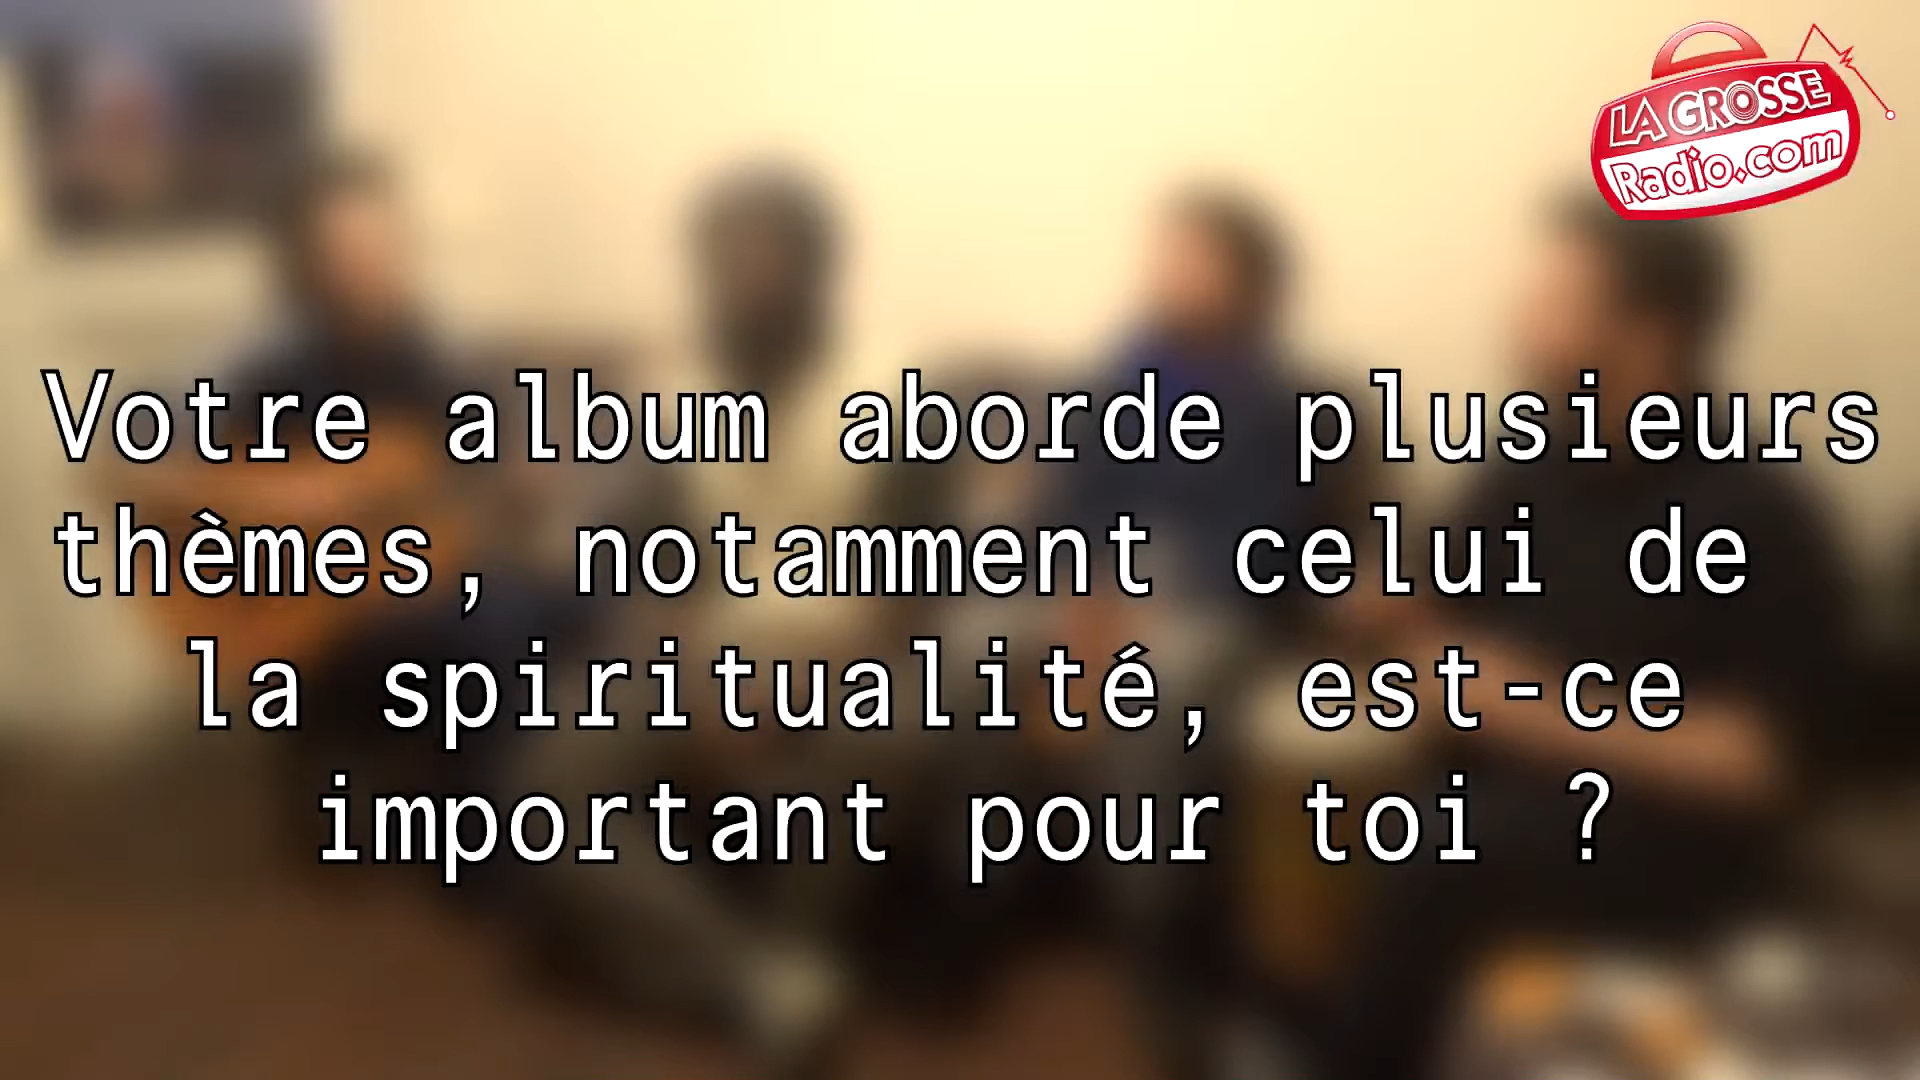 LA GROSSE
Radio.com
Votre album aborde plusieurs
thèmes, notamment celui de
la spiritualité, est-ce
important pour toi ?